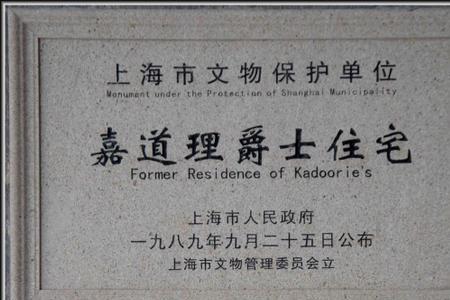 上海市文物保护单位
Monument under the Protection of Shanghai Municipality
嘉道理爵士住宅
Former Residence of Kadoorie's
上海市人民政府
一九八九年九月二十五日公布
上海市文物管理委员会立